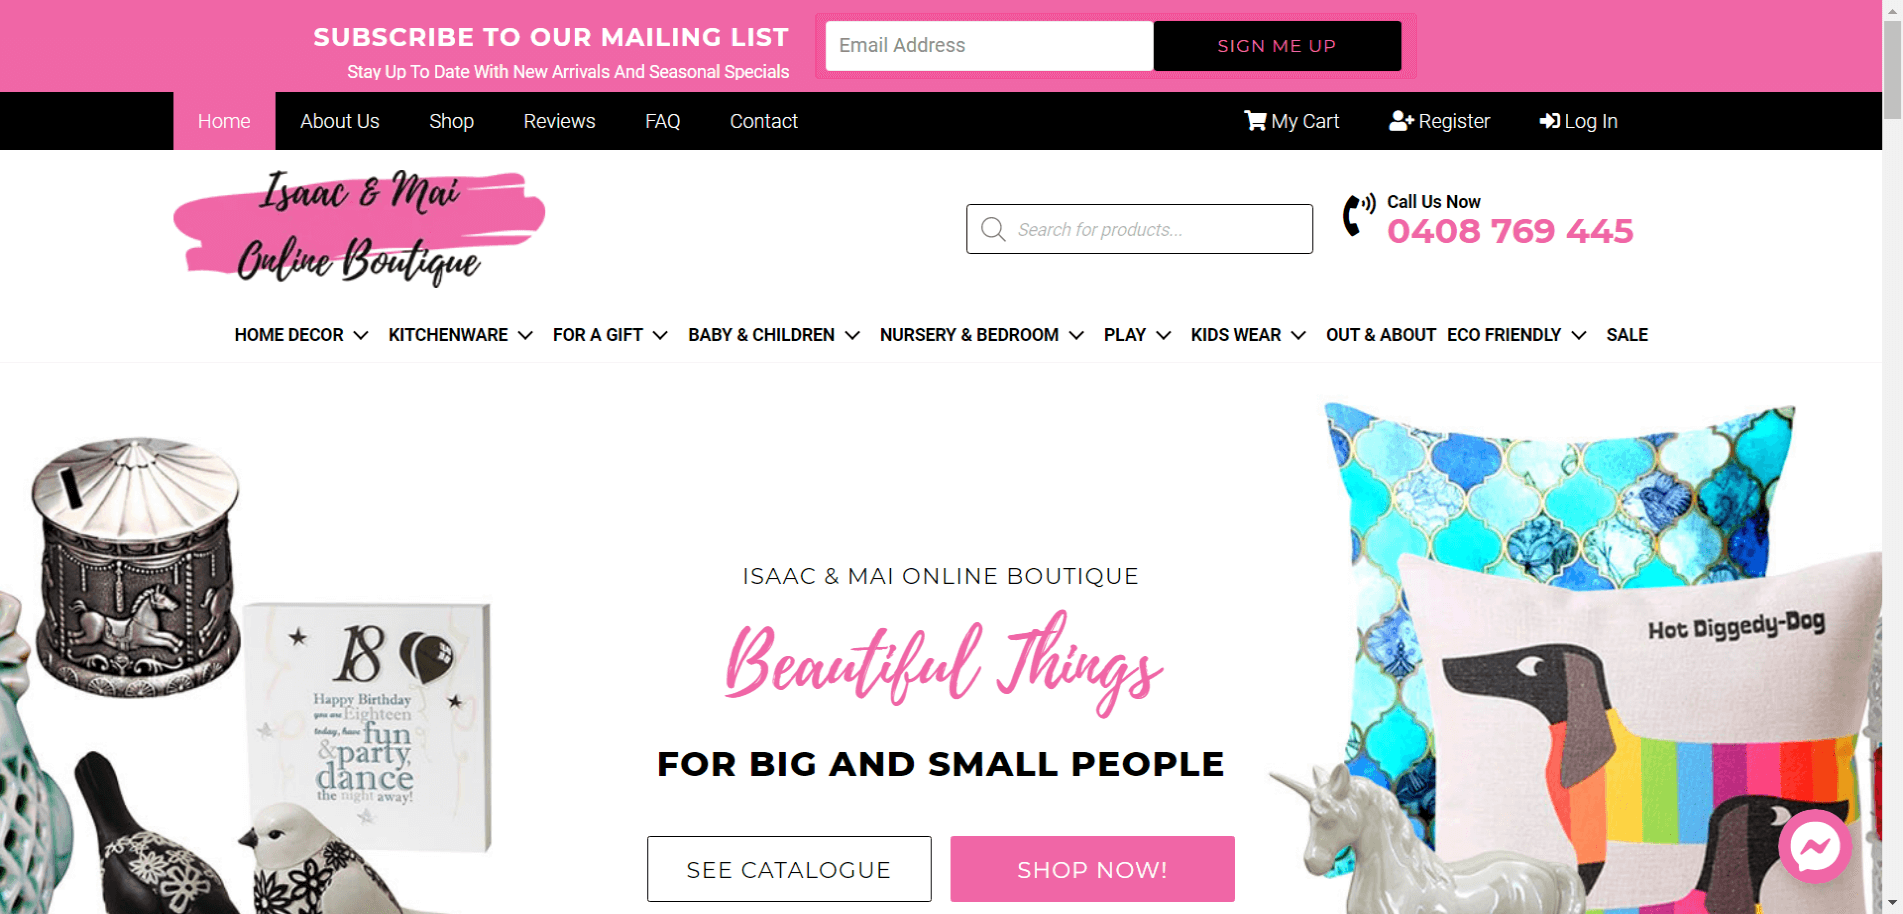 SUBSCRIBE TO OUR MAILING LIST
Stay Up To Date With New Arrivals And Seasonal Specials
Email Address
SIGN ME UP
Home
About Us
Shop
Reviews
FAQ
Contact
My Cart
Register
Log In
Isaac & Mai
Online Boutique
Search for products...
Call Us Now
0408 769 445
HOME DECOR
KITCHENWARE
FOR A GIFT
BABY & CHILDREN
NURSERY & BEDROOM
PLAY
KIDS WEAR
OUT & ABOUT
ECO FRIENDLY
SALE
ISAAC & MAI ONLINE BOUTIQUE
Beautiful Things
FOR BIG AND SMALL PEOPLE
SEE CATALOGUE
SHOP NOW!
18
Happy Birthday
you are Eighteen
today, have fun
& party,
dance
the night away!
Hot Diggedy-Dog